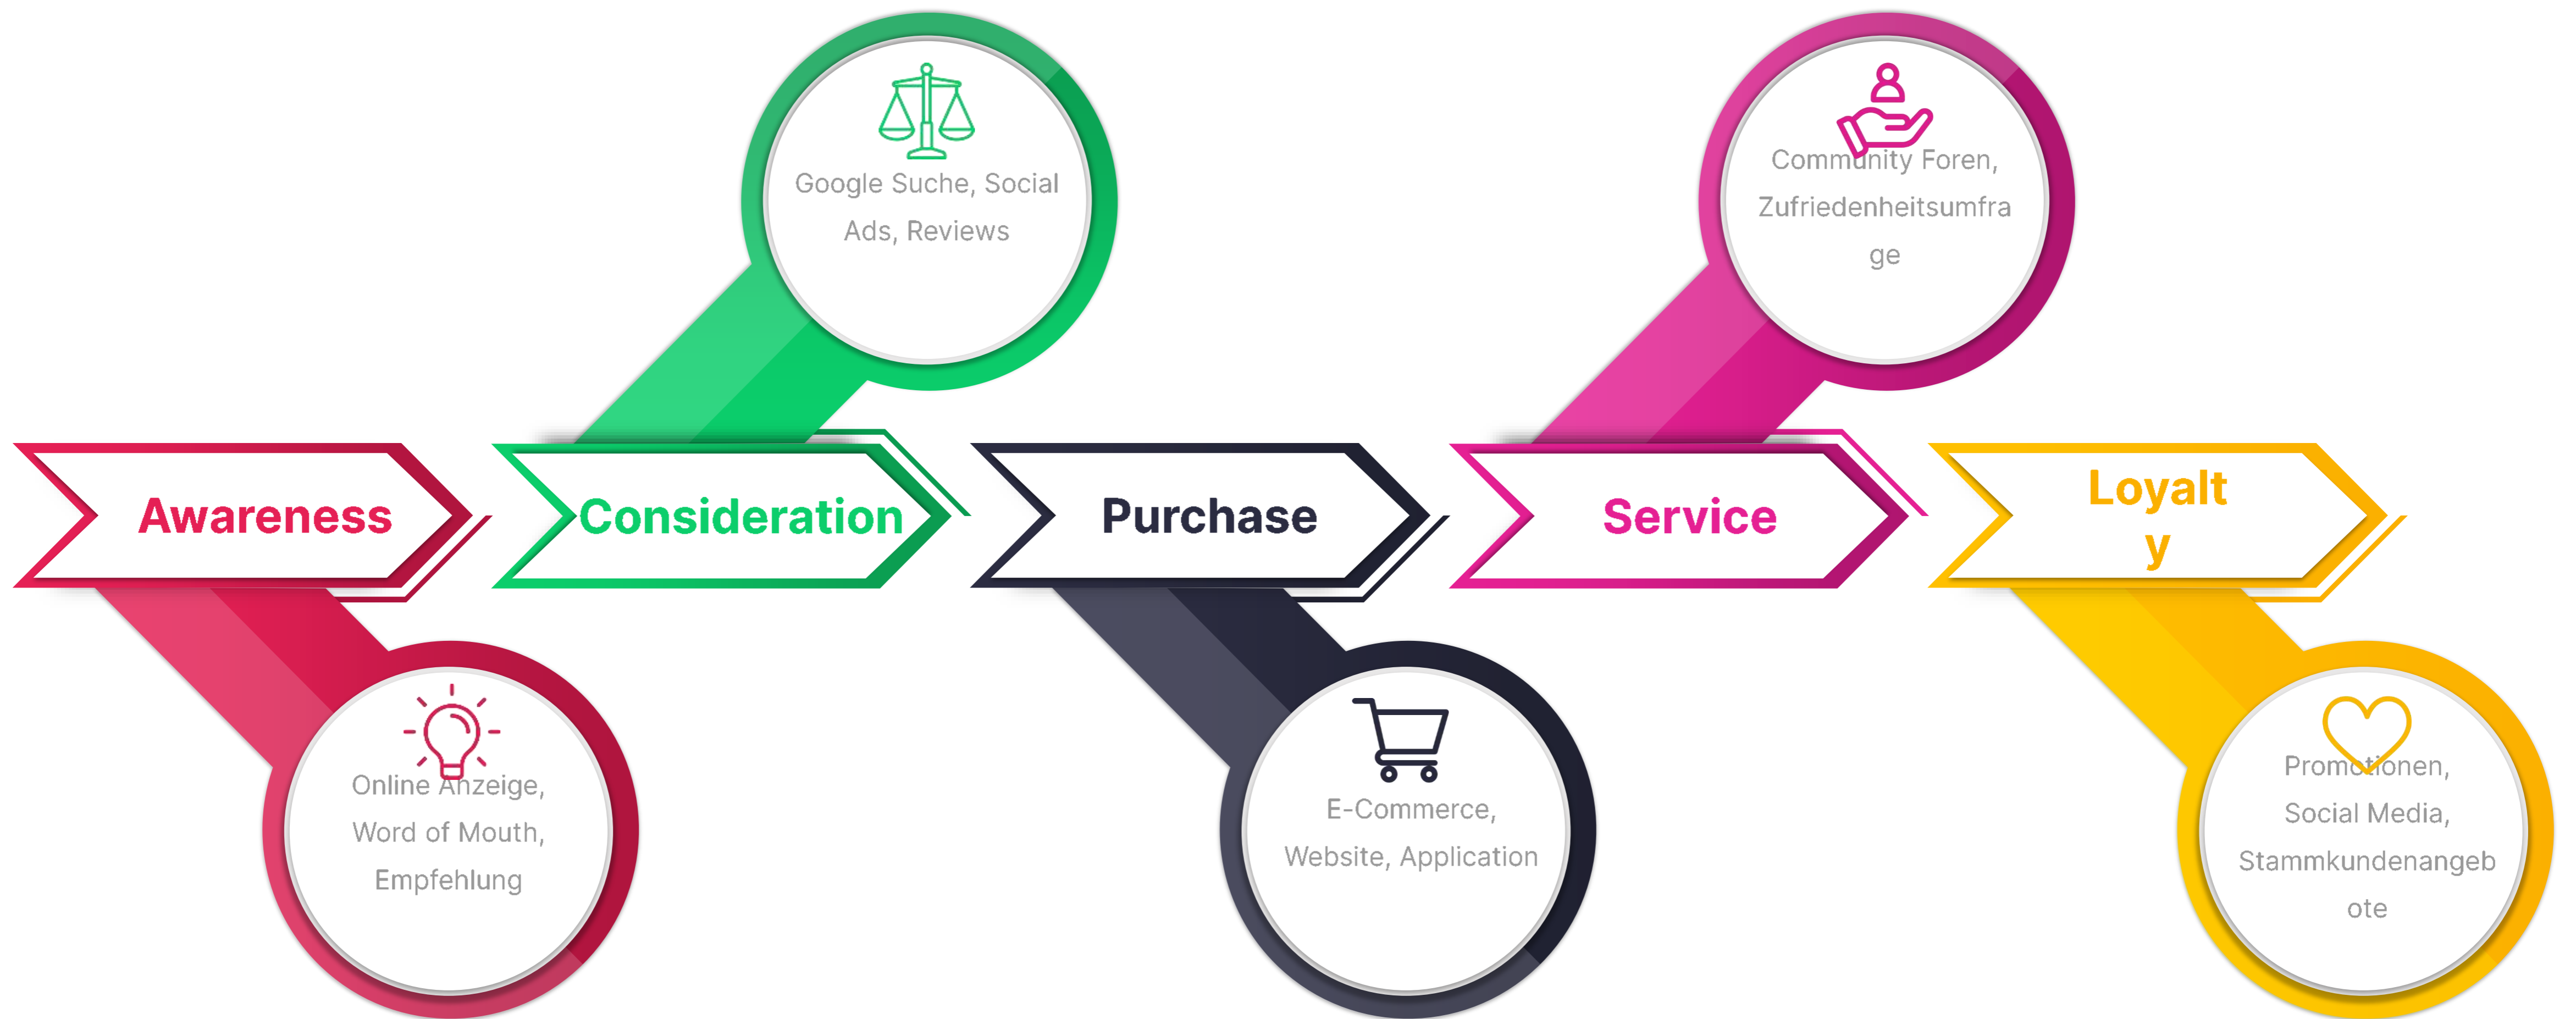 Google Suche, Social
Ads, Reviews
Community Foren,
Zufriedenheitsumfra
ge
Awareness
Consideration
Purchase
Service
Loyalt
y
Online Anzeige,
Word of Mouth,
Empfehlung
E-Commerce,
Website, Application
Promotionen,
Social Media,
Stammkundenangeb
ote